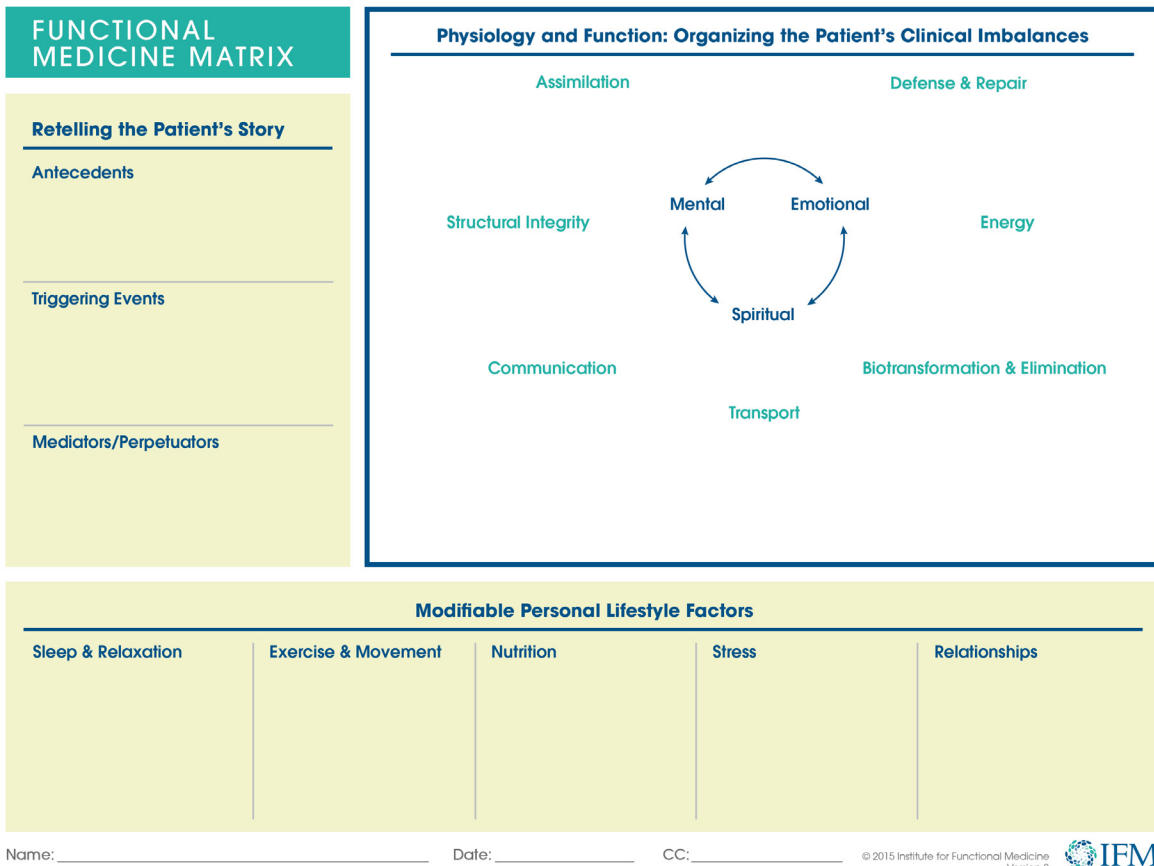 FUNCTIONAL
MEDICINE MATRIX
Retelling the Patient's Story
Antecedents
Triggering Events
Mediators/Perpetuators
Physiology and Function: Organizing the Patient's Clinical Imbalances
Assimilation
Defense & Repair
Mental
Emotional
Structural Integrity
Energy
Spiritual
Communication
Biotransformation & Elimination
Transport
Modifiable Personal Lifestyle Factors
Sleep & Relaxation
Exercise & Movement
Nutrition
Stress
Relationships
Name:
Date:
CC:
© 2015 Institute for Functional Medicine
IFM